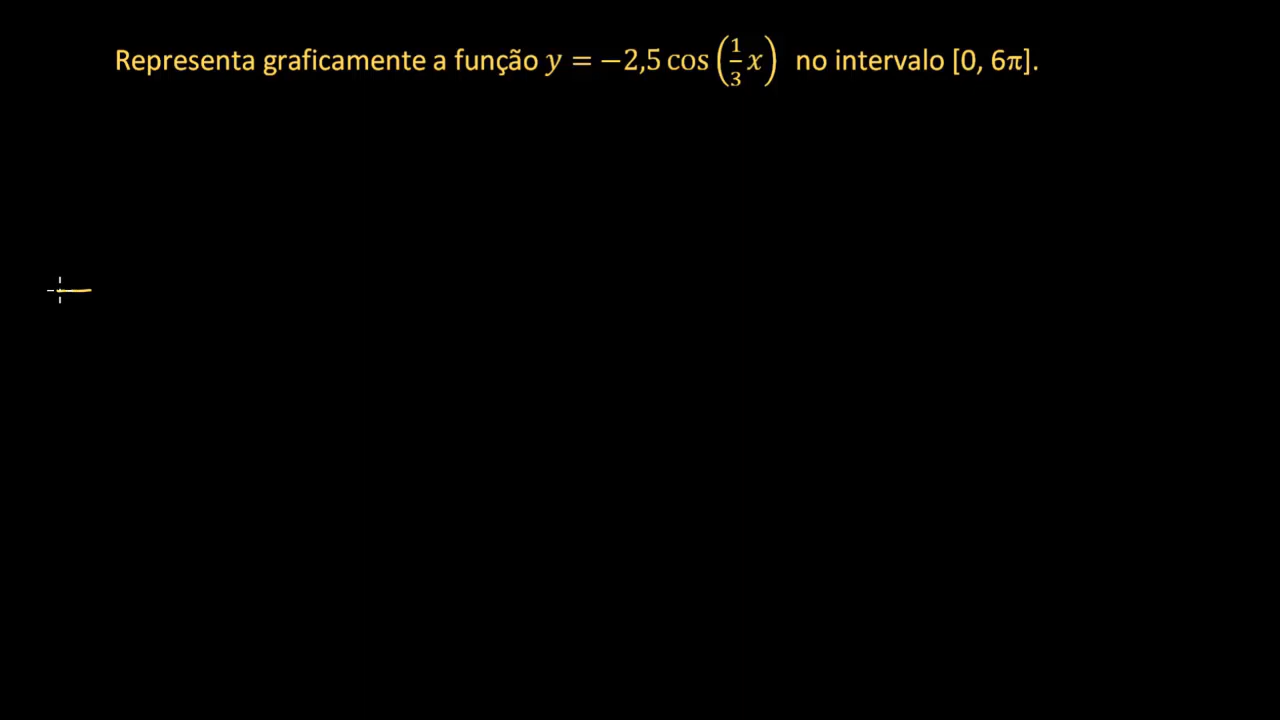 Representa graficamente a função y = −2,5 cos (1/3 x) no intervalo [0, 6π].